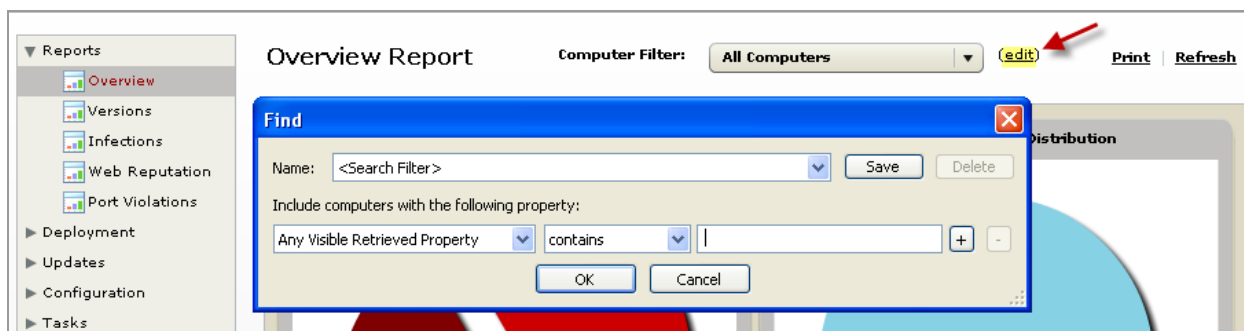 Reports
Overview
Versions
Infections
Web Reputation
Port Violations
Deployment
Updates
Configuration
Tasks
Overview Report
Computer Filter:
All Computers
(edit)
Print
Refresh
Distribution
Find
Name:
<Search Filter>
Save
Delete
Include computers with the following property:
Any Visible Retrieved Property
contains
+
-
OK
Cancel